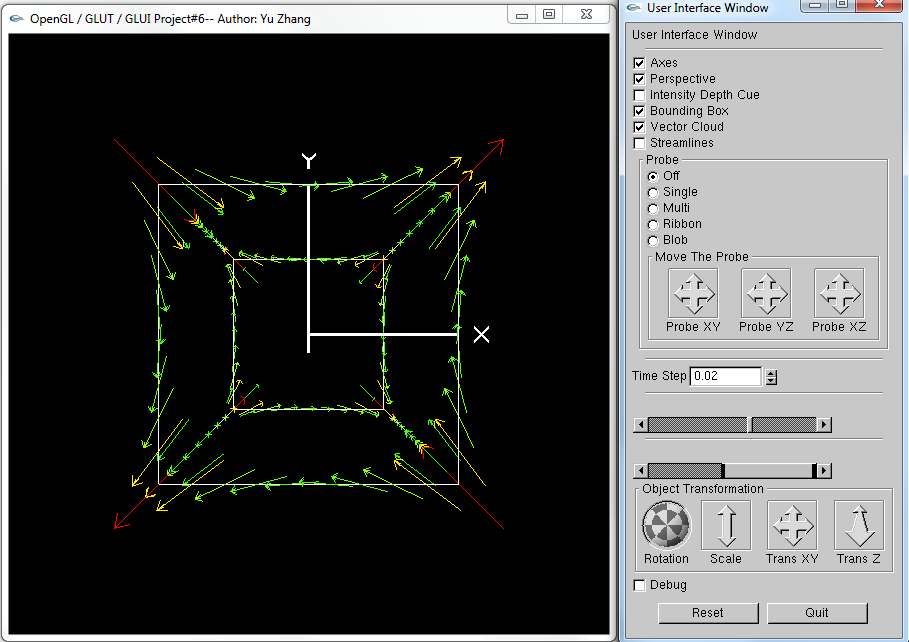 OpenGL / GLUT / GLUI Project#6-- Author: Yu Zhang
Y
X
User Interface Window
User Interface Window
Axes
Perspective
Intensity Depth Cue
Bounding Box
Vector Cloud
Streamlines
Probe
Off
Single
Multi
Ribbon
Blob
Move The Probe
Probe XY Probe YZ Probe XZ
Time Step 0.02
Object Transformation
Rotation Scale Trans XY Trans Z
Debug
Reset Quit